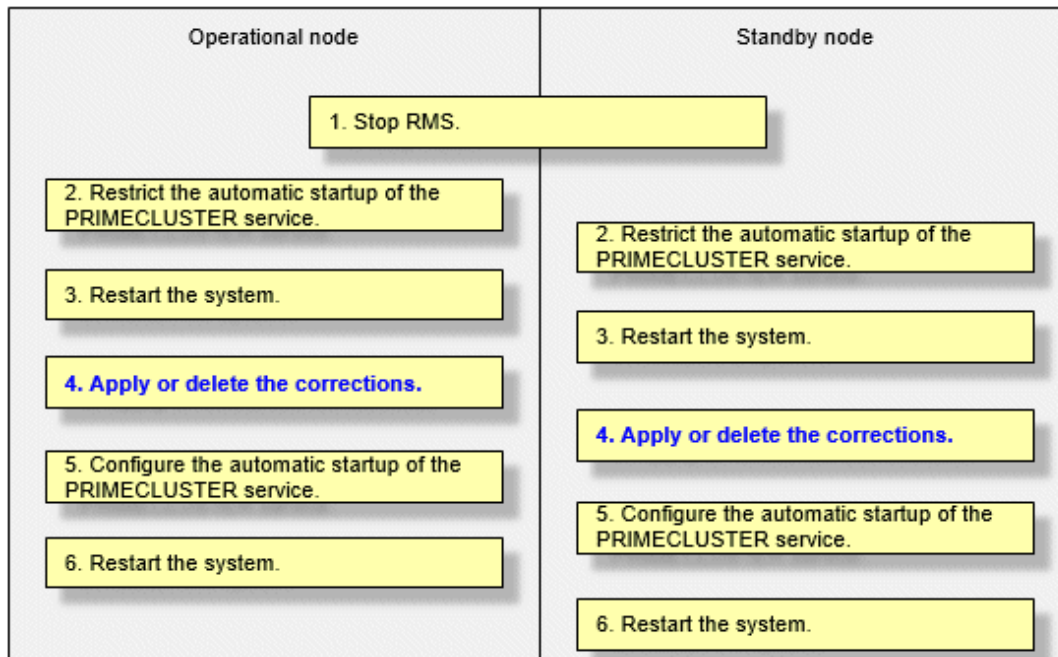 Operational node
Standby node
1. Stop RMS.
2. Restrict the automatic startup of the
PRIMECLUSTER service.
2. Restrict the automatic startup of the
PRIMECLUSTER service.
3. Restart the system.
3. Restart the system.
4. Apply or delete the corrections.
4. Apply or delete the corrections.
5. Configure the automatic startup of the
PRIMECLUSTER service.
5. Configure the automatic startup of the
PRIMECLUSTER service.
6. Restart the system.
6. Restart the system.